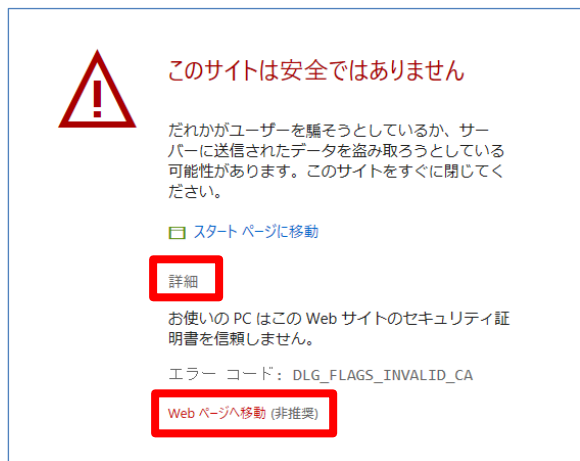 このサイトは安全ではありません
だれかがユーザーを騙そうとしているか、サー
バーに送信されたデータを盗み取ろうとしている
可能性があります。このサイトをすぐに閉じてく
ださい。
スタート ページに移動
詳細
お使いの PC はこの Web サイトのセキュリティ証
明書を信頼しません。
エラー コード: DLG_FLAGS_INVALID_CA
Web ページへ移動 (非推奨)